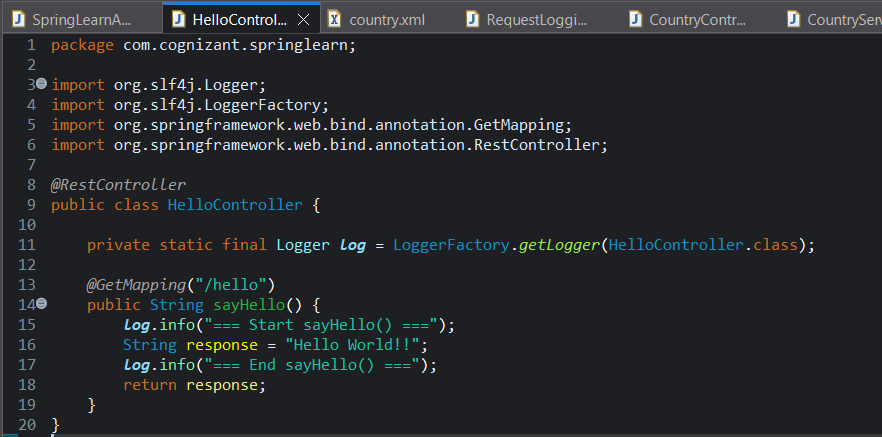 SpringLearnA... HelloControl... country.xml RequestLoggi... CountryContr... CountryServ
1 package com.cognizant.springlearn;
2
3 import org.slf4j.Logger;
4 import org.slf4j.LoggerFactory;
5 import org.springframework.web.bind.annotation.GetMapping;
6 import org.springframework.web.bind.annotation.RestController;
7
8 @RestController
9 public class HelloController {
10
11     private static final Logger log = LoggerFactory.getLogger(HelloController.class);
12
13     @GetMapping("/hello")
14     public String sayHello() {
15         log.info("=== Start sayHello() ===");
16         String response = "Hello World!!";
17         log.info("=== End sayHello() ===");
18         return response;
19     }
20 }